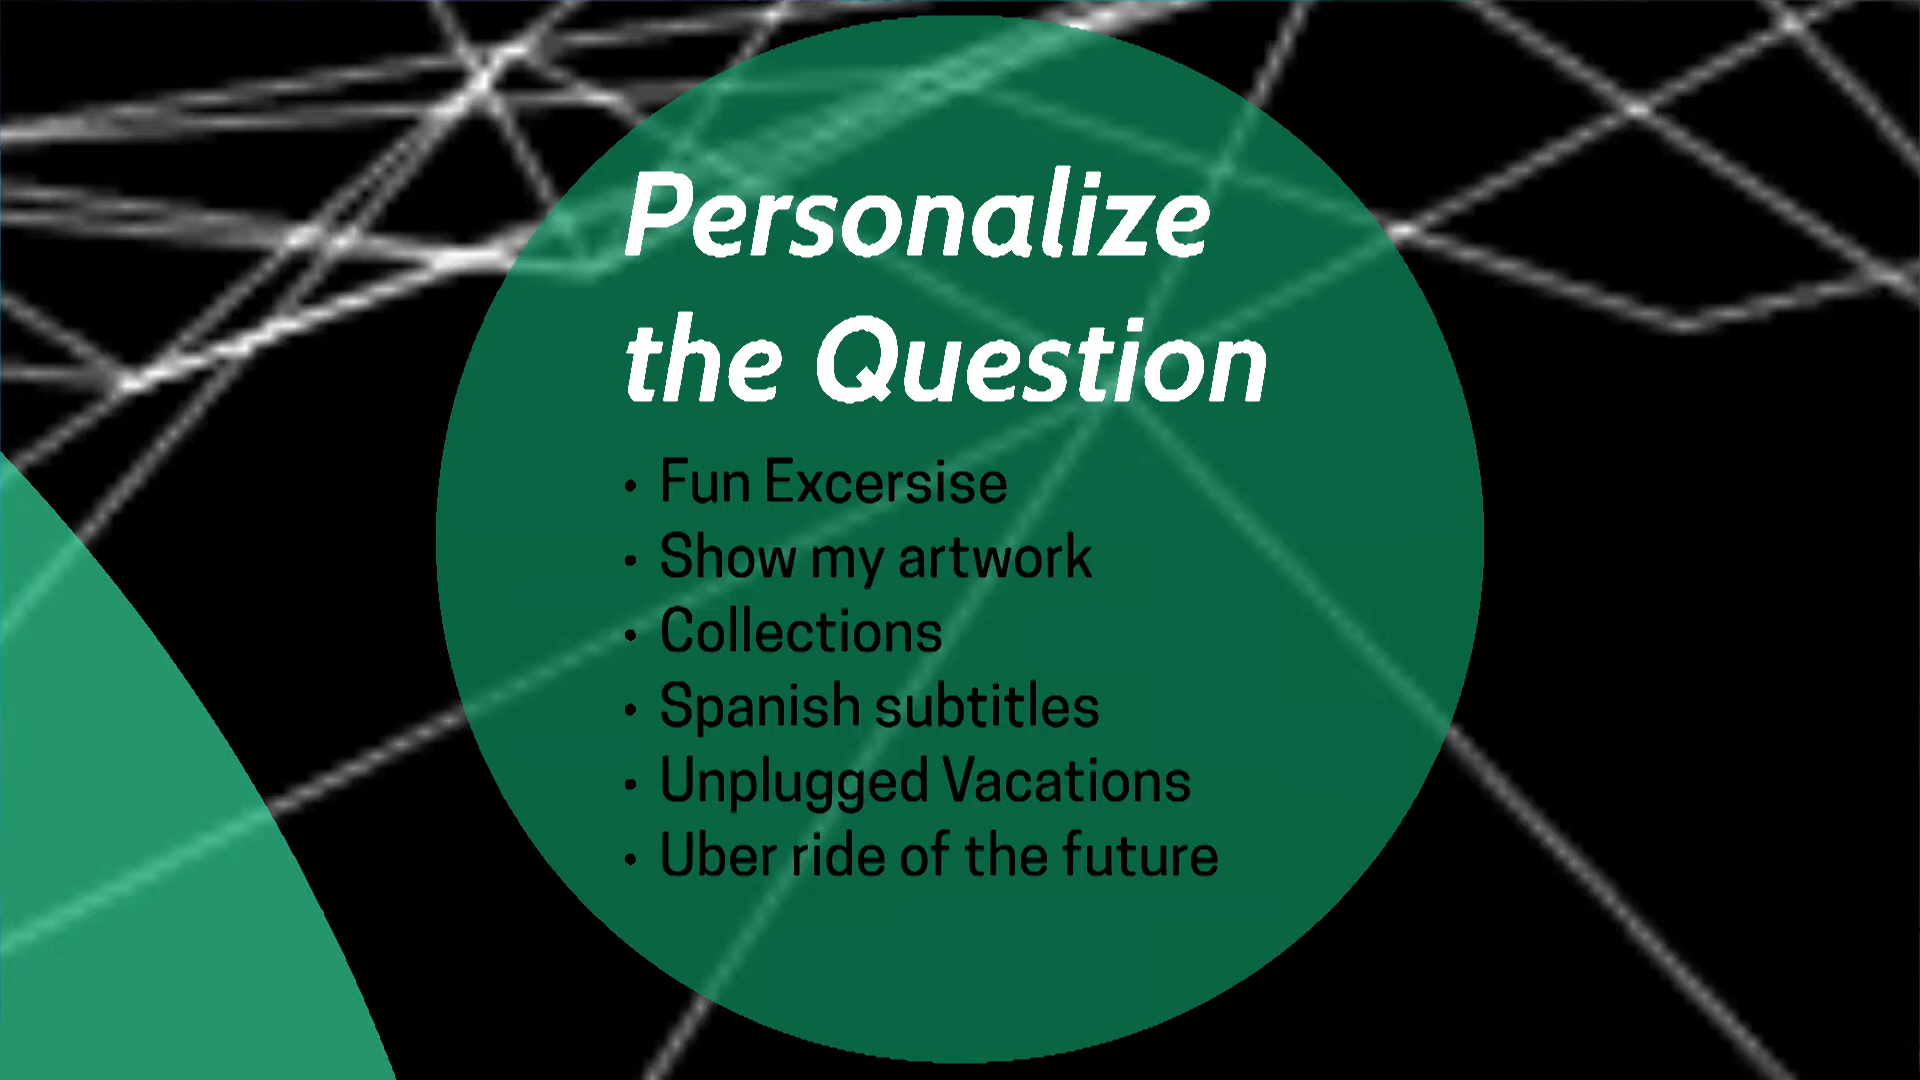 Personalize
the Question
• Fun Excersise
• Show my artwork
• Collections
• Spanish subtitles
• Unplugged Vacations
• Uber ride of the future